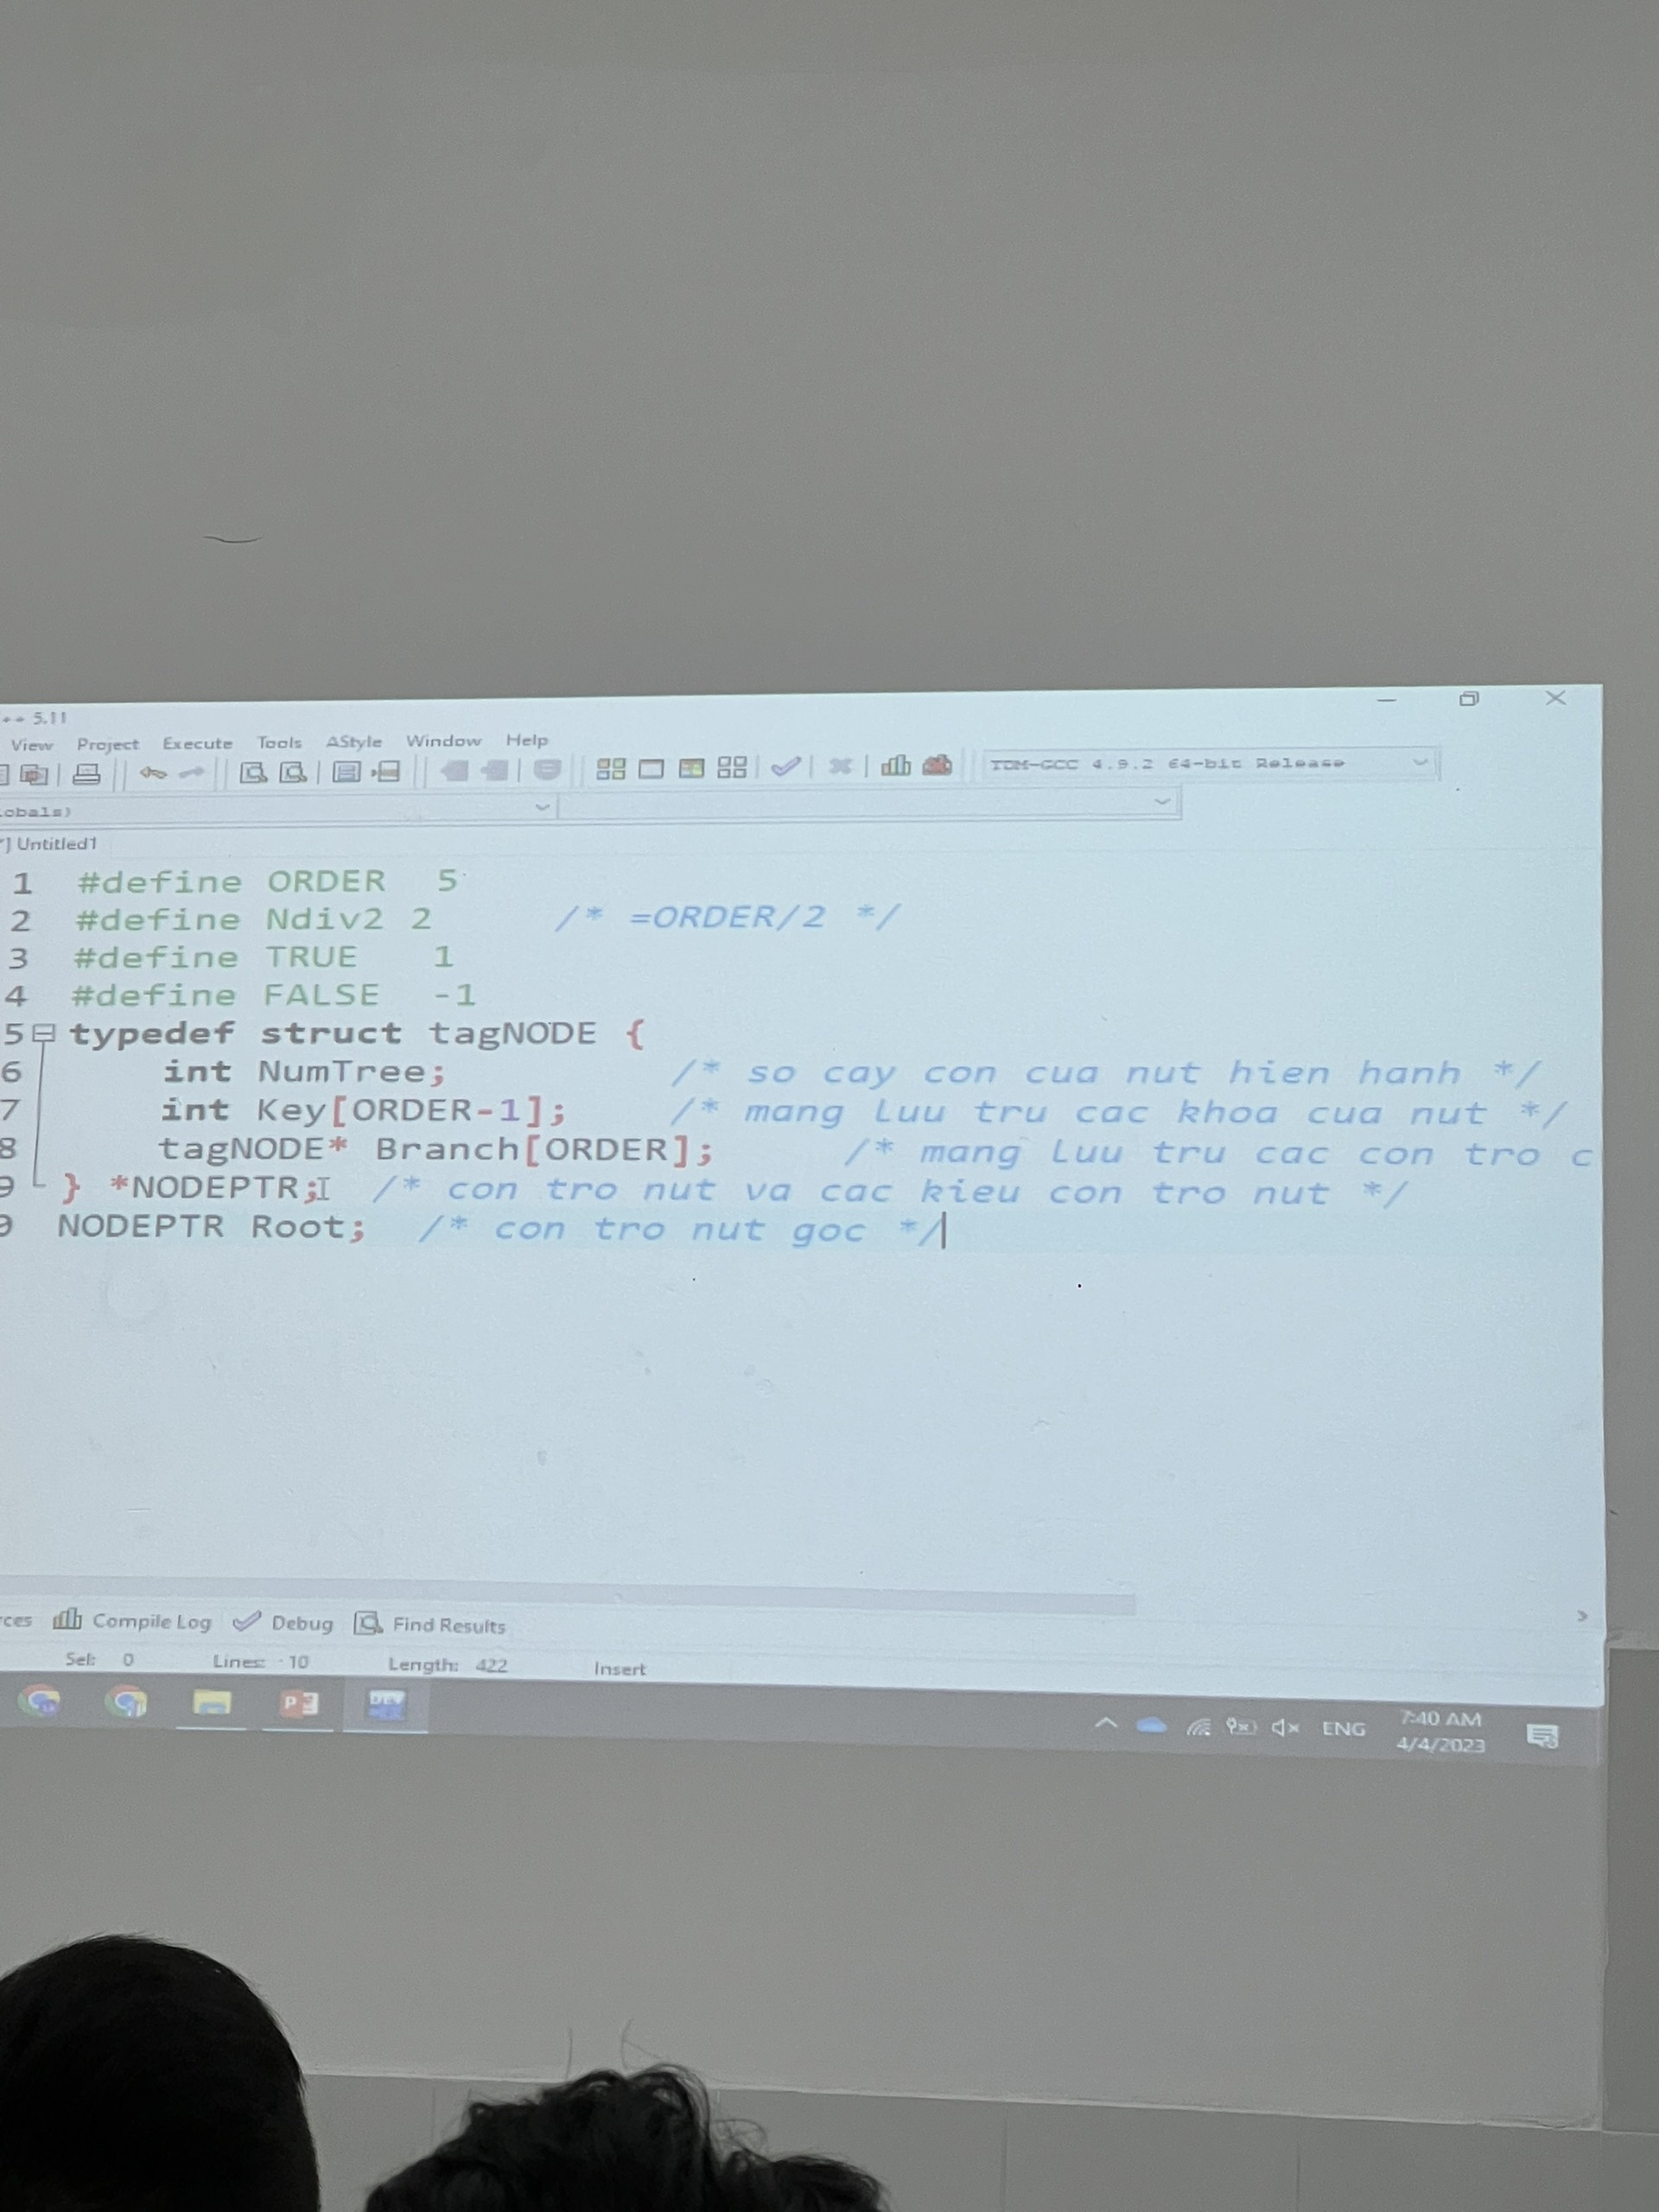 5.11
View Project Execute Tools AStyle Window Help
TDM-GCC 4.9.2 64-bit Release
obals)
Untitled1
1 #define ORDER 5
2 #define Ndiv2 2 /* =ORDER/2 */
3 #define TRUE 1
4 #define FALSE -1
5 typedef struct tagNODE {
6 int NumTree; /* so cay con cua nut hien hanh */
7 int Key[ORDER-1]; /* mang Luu tru cac khoa cua nut */
8 tagNODE* Branch[ORDER]; /* mang Luu tru cac con tro c
9 } *NODEPTR; /* con tro nut va cac kieu con tro nut */
NODEPTR Root; /* con tro nut goc */
rces Compile Log Debug Find Results
Sel: 0 Lines: 10 Length: 422 Insert
DEV
ENG 7:40 AM
4/4/2023